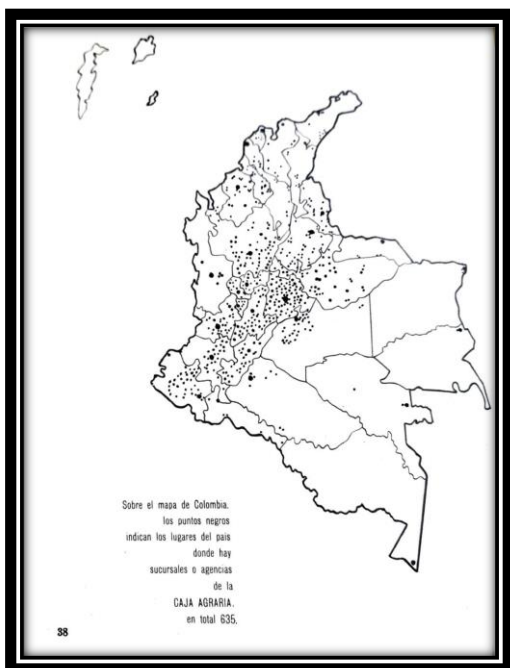 Sobre el mapa de Colombia.
los puntos negros
indican los lugares del pais
donde hay
sucursales o agencias
de la
CAJA AGRARIA.
en total 635.
38